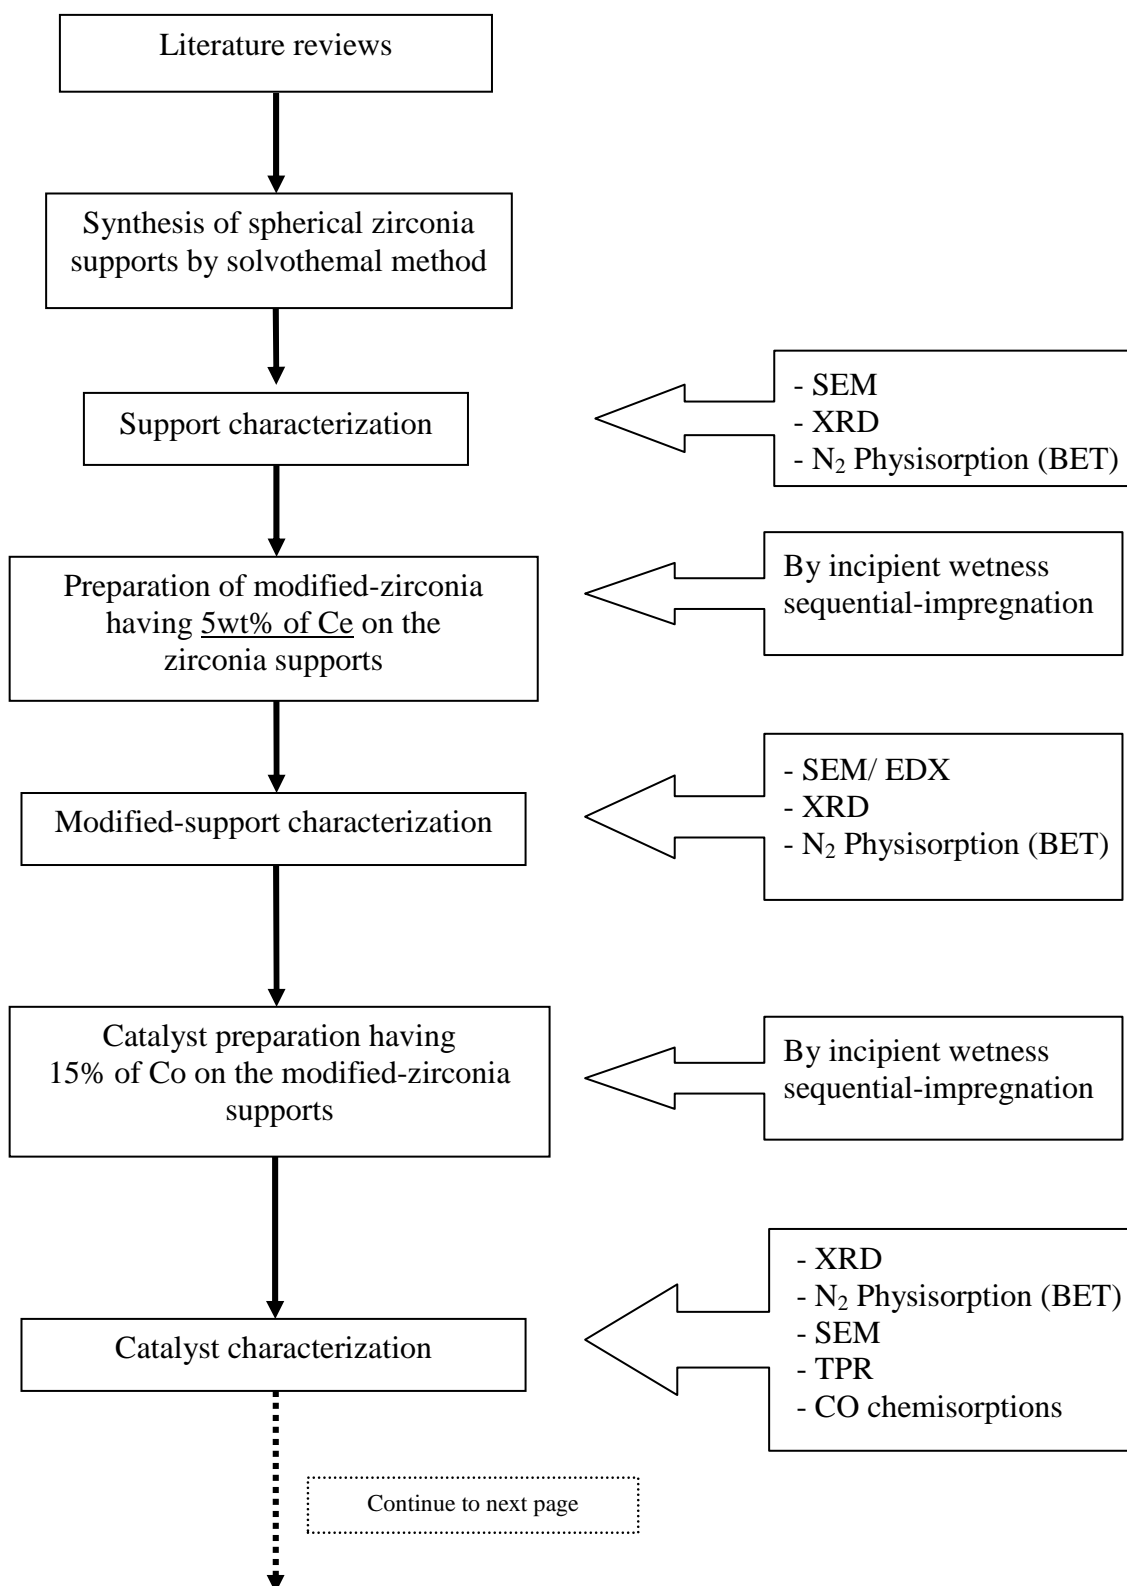 Literature reviews
Synthesis of spherical zirconia
supports by solvothemal method
- SEM
- XRD
- N₂ Physisorption (BET)
Support characterization
By incipient wetness
sequential-impregnation
Preparation of modified-zirconia
having 5wt% of Ce on the
zirconia supports
- SEM/ EDX
- XRD
- N₂ Physisorption (BET)
Modified-support characterization
Catalyst preparation having
15% of Co on the modified-zirconia
supports
By incipient wetness
sequential-impregnation
- XRD
- N₂ Physisorption (BET)
- SEM
- TPR
- CO chemisorptions
Catalyst characterization
Continue to next page